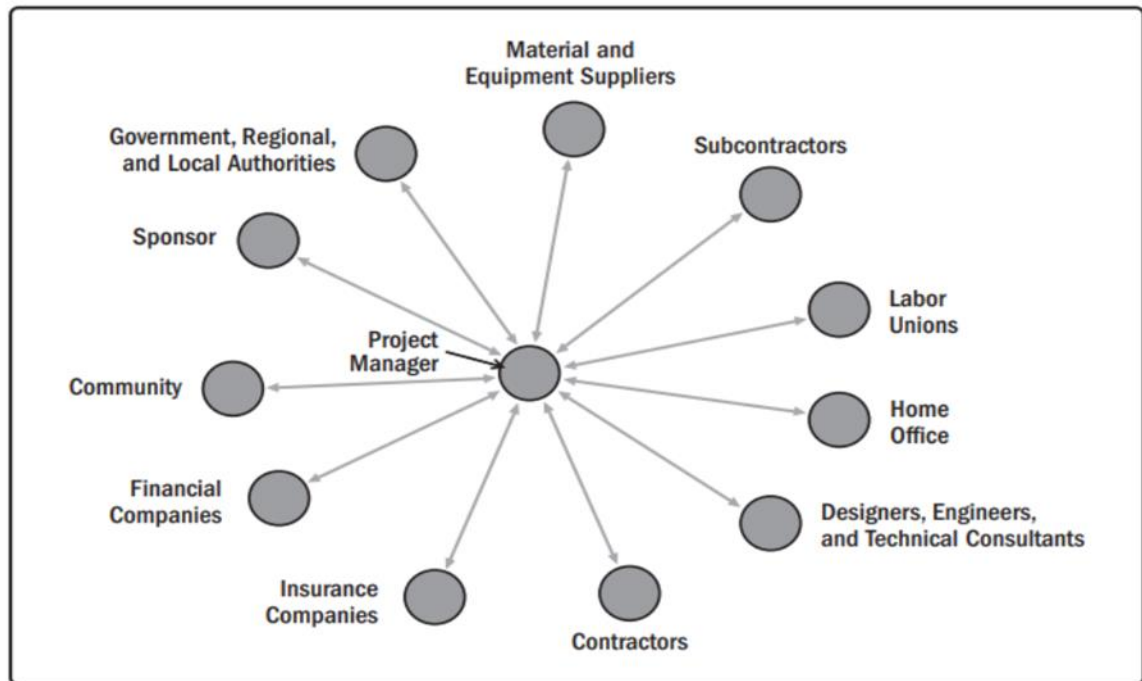 Material and
Equipment Suppliers
Government, Regional,
and Local Authorities
Subcontractors
Sponsor
Labor
Unions
Project
Manager
Community
Home
Office
Financial
Companies
Designers, Engineers,
and Technical Consultants
Insurance
Companies
Contractors